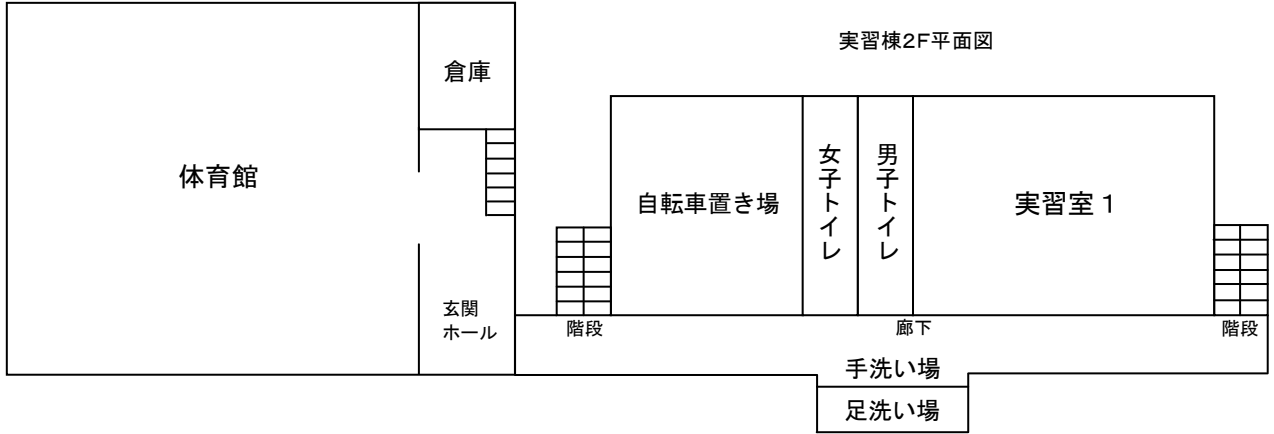 実習棟2F平面図
倉庫
体育館
自転車置き場
女子トイレ
男子トイレ
実習室1
玄関
ホール
階段
廊下
階段
手洗い場
足洗い場